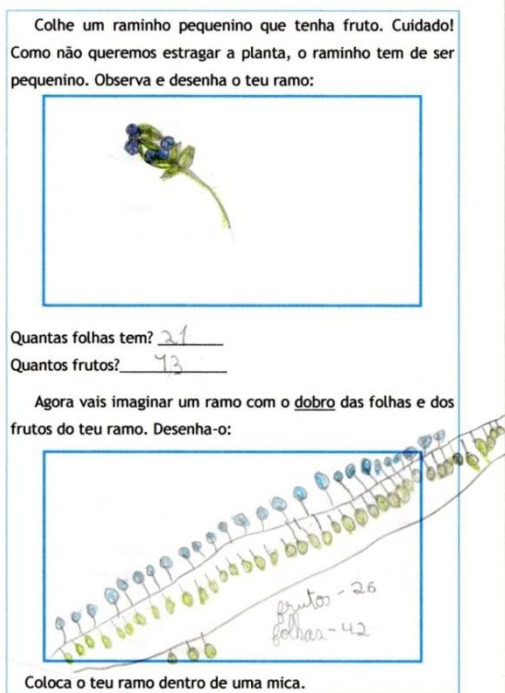 Colhe um raminho pequenino que tenha fruto. Cuidado!
Como não queremos estragar a planta, o raminho tem de ser
pequenino. Observa e desenha o teu ramo:
Quantas folhas tem? 21
Quantos frutos? 13
Agora vais imaginar um ramo com o dobro das folhas e dos
frutos do teu ramo. Desenha-o:
frutos - 26
folhas - 42
Coloca o teu ramo dentro de uma mica.